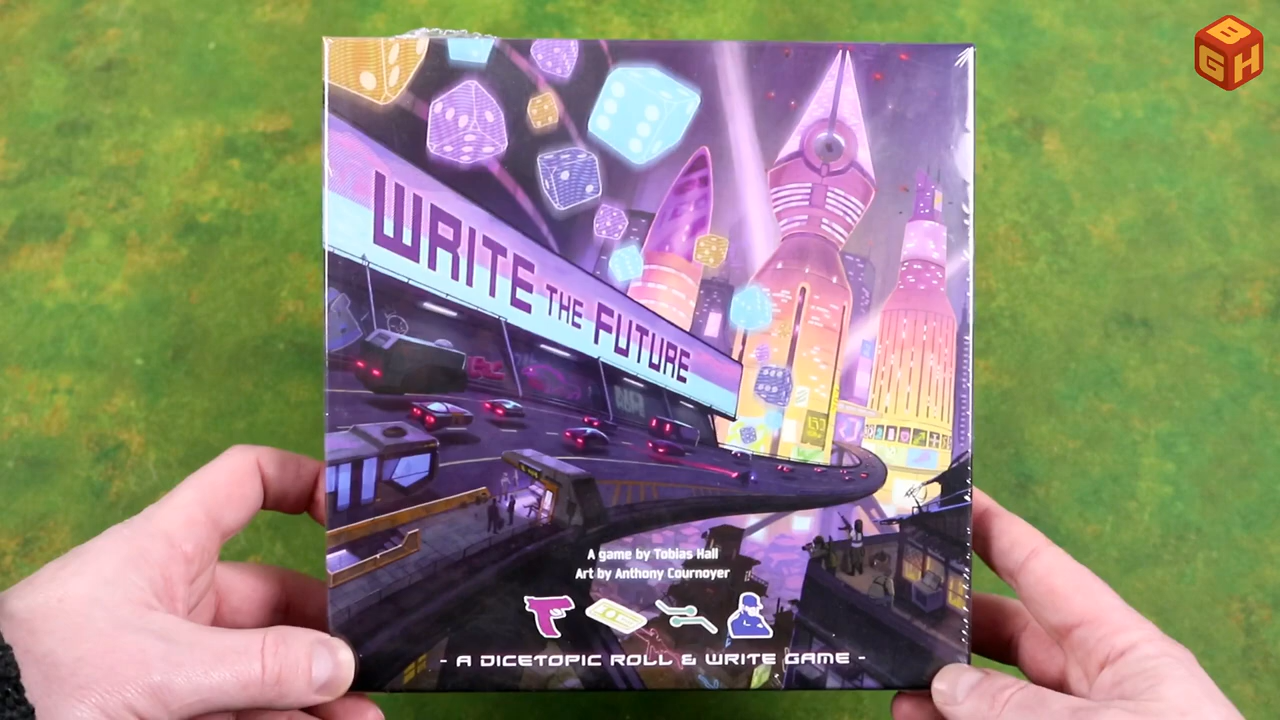 B
G H
WRITE THE FUTURE
A game by Tobias Hall
Art by Anthony Cournoyer
- A DICETOPIC ROLL & WRITE GAME -